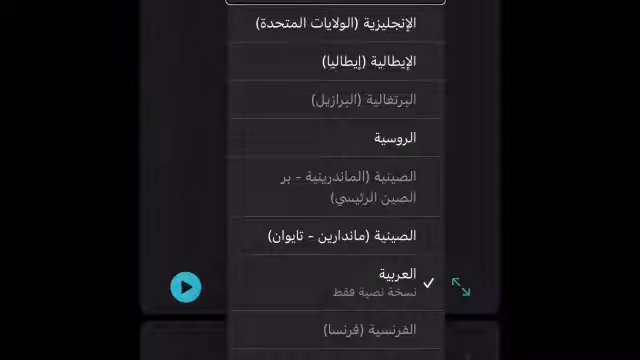 الإنجليزية (الولايات المتحدة)
الإيطالية (إيطاليا)
البرتغالية (البرازيل)
الروسية
الصينية (الماندرينية - بر
الصين الرئيسي)
الصينية (ماندارين - تايوان)
العربية
نسخة نصية فقط
الفرنسية (فرنسا)